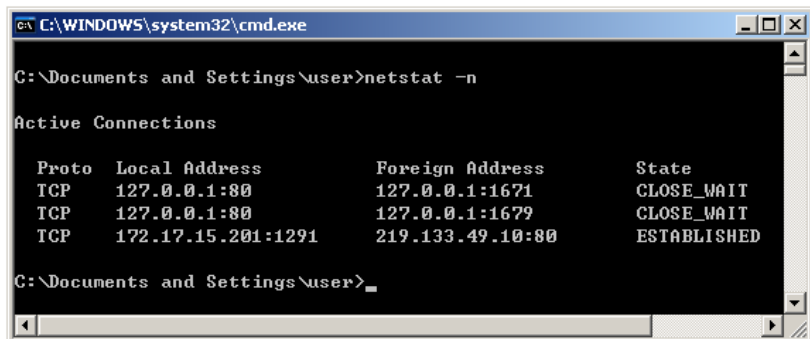 C:\WINDOWS\system32\cmd.exe
C:\Documents and Settings\user>netstat -n
Active Connections
Proto Local Address Foreign Address State
TCP 127.0.0.1:80 127.0.0.1:1671 CLOSE_WAIT
TCP 127.0.0.1:80 127.0.0.1:1679 CLOSE_WAIT
TCP 172.17.15.201:1291 219.133.49.10:80 ESTABLISHED
C:\Documents and Settings\user>_